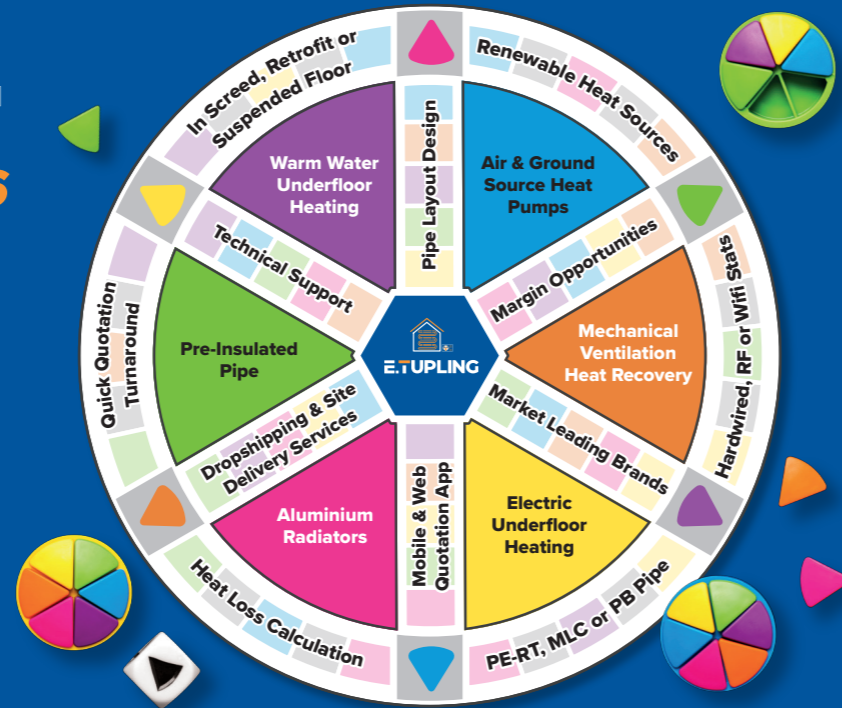 In Screed, Retrofit or
Suspended Floor
Renewable Heat Sources
Warm Water
Underfloor
Heating
Pipe Layout Design
Air & Ground
Source Heat
Pumps
Technical Support
Margin Opportunities
Quick Quotation
Turnaround
Pre-Insulated
Pipe
E.TUPLING
Mechanical
Ventilation
Heat Recovery
Hardwired, RF or Wifi Stats
Dropshipping & Site
Delivery Services
Market Leading Brands
Aluminium
Radiators
Mobile & Web
Quotation App
Electric
Underfloor
Heating
Heat Loss Calculation
PE-RT, MLC or PB Pipe